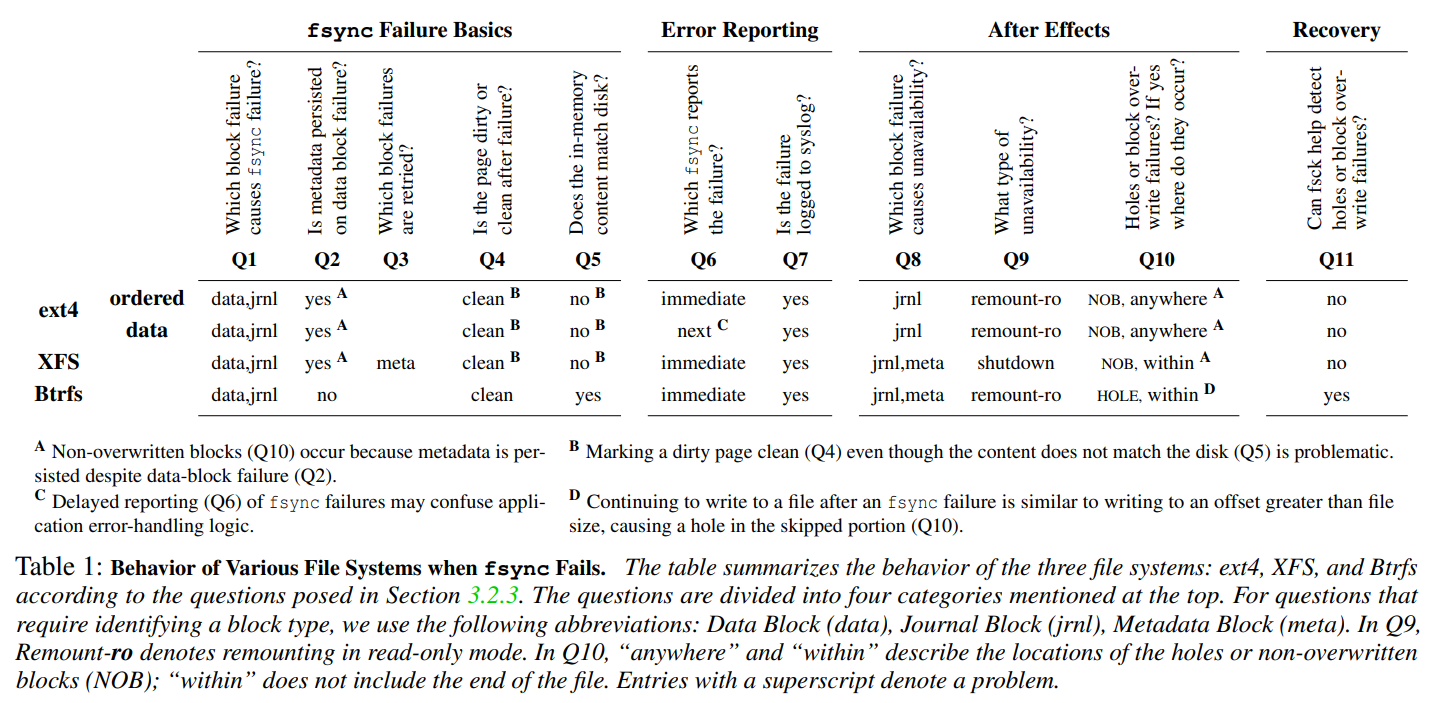 fsync Failure Basics Error Reporting After Effects Recovery
Which block failure causes fsync failure?
Is metadata persisted on data block failure?
Which block failures are retried?
Is the page dirty or clean after failure?
Does the in-memory content match disk?
Which fsync reports the failure?
Is the failure logged to syslog?
Which block failure causes unavailability?
What type of unavailability?
Holes or block over-write failures? If yes where do they occur?
Can fsck help detect holes or block over-write failures?
Q1 Q2 Q3 Q4 Q5 Q6 Q7 Q8 Q9 Q10 Q11
ext4 ordered data,jrnl yes A clean B no B immediate yes jrnl remount-ro NOB, anywhere A no
data data,jrnl yes A clean B no B next C yes jrnl remount-ro NOB, anywhere A no
XFS data,jrnl yes A meta clean B no B immediate yes jrnl,meta shutdown NOB, within A no
Btrfs data,jrnl no clean yes immediate yes jrnl,meta remount-ro HOLE, within D yes
A Non-overwritten blocks (Q10) occur because metadata is per-
sisted despite data-block failure (Q2).
B Marking a dirty page clean (Q4) even though the content does not match the disk (Q5) is problematic.
C Delayed reporting (Q6) of fsync failures may confuse appli-
cation error-handling logic.
D Continuing to write to a file after an fsync failure is similar to writing to an offset greater than file
size, causing a hole in the skipped portion (Q10).
Table 1: Behavior of Various File Systems when fsync Fails. The table summarizes the behavior of the three file systems: ext4, XFS, and Btrfs
according to the questions posed in Section 3.2.3. The questions are divided into four categories mentioned at the top. For questions that
require identifying a block type, we use the following abbreviations: Data Block (data), Journal Block (jrnl), Metadata Block (meta). In Q9,
Remount-ro denotes remounting in read-only mode. In Q10, “anywhere” and “within” describe the locations of the holes or non-overwritten
blocks (NOB); “within” does not include the end of the file. Entries with a superscript denote a problem.